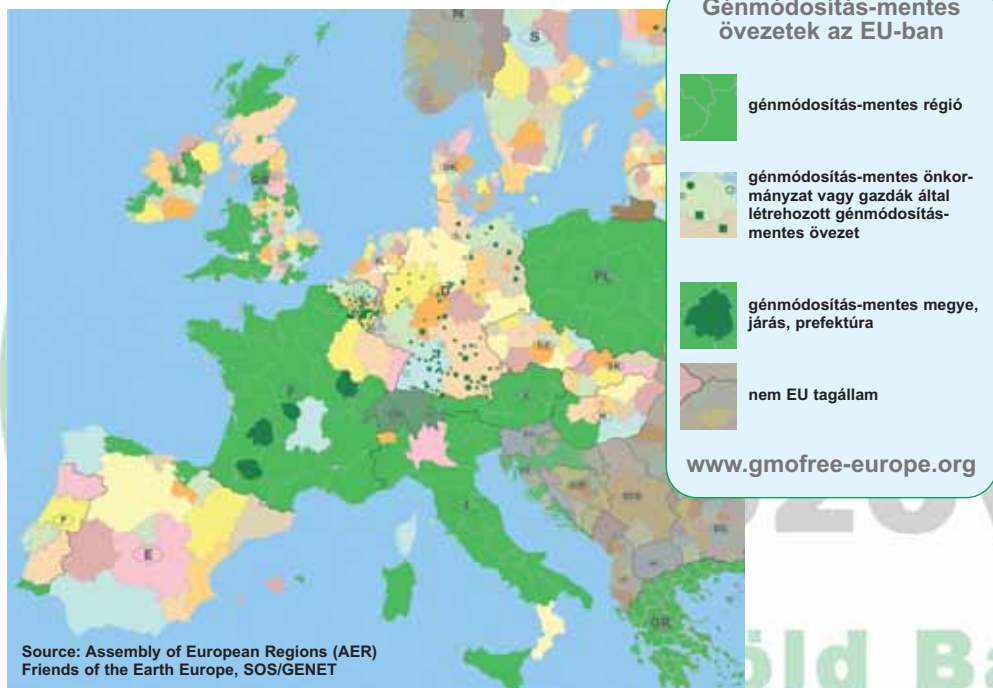 Génmódosítás-mentes
övezetek az EU-ban
génmódosítás-mentes régió
génmódosítás-mentes önkor-
mányzat vagy gazdák által
létrehozott génmódosítás-
mentes övezet
génmódosítás-mentes megye,
járás, prefektúra
nem EU tagállam
www.gmofree-europe.org
N
S
PL
D
P
E
I
GR
Source: Assembly of European Regions (AER)
Friends of the Earth Europe, SOS/GENET
öld Ba